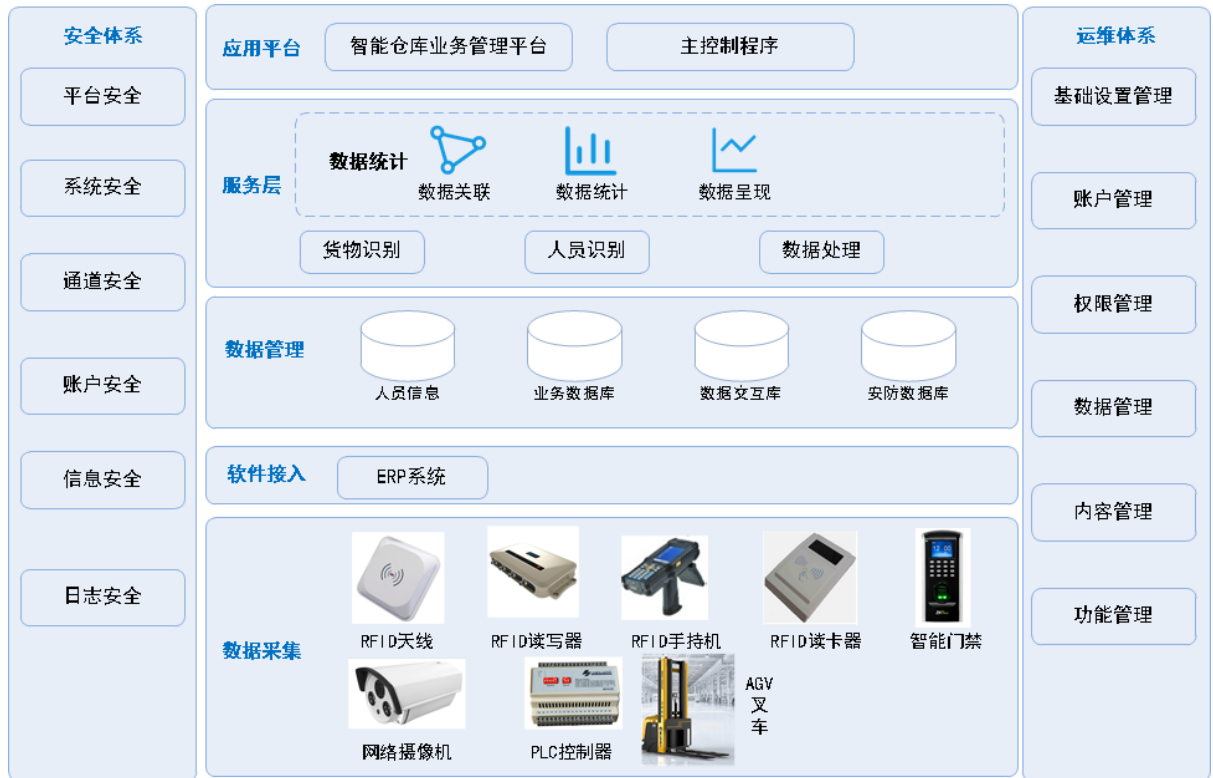 安全体系
平台安全
系统安全
通道安全
账户安全
信息安全
日志安全
应用平台
智能仓库业务管理平台
主控制程序
服务层
数据统计
数据关联
数据统计
数据呈现
货物识别
人员识别
数据处理
数据管理
人员信息
业务数据库
数据交互库
安防数据库
软件接入
ERP系统
数据采集
RFID天线
RFID读写器
RFID手持机
RFID读卡器
智能门禁
网络摄像机
PLC控制器
AGV
叉
车
运维体系
基础设置管理
账户管理
权限管理
数据管理
内容管理
功能管理